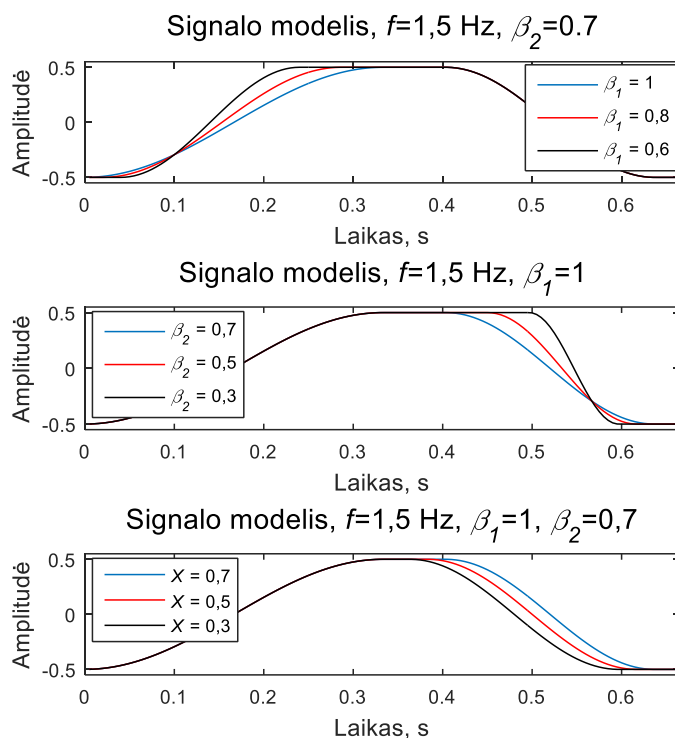 Signalo modelis, f=1,5 Hz, β2=0.7
Amplitudė
0.5
0
-0.5
β1 = 1
β1 = 0,8
β1 = 0,6
0 0.1 0.2 0.3 0.4 0.5 0.6
Laikas, s
Signalo modelis, f=1,5 Hz, β1=1
Amplitudė
0.5
0
-0.5
β2 = 0,7
β2 = 0,5
β2 = 0,3
0 0.1 0.2 0.3 0.4 0.5 0.6
Laikas, s
Signalo modelis, f=1,5 Hz, β1=1, β2=0,7
Amplitudė
0.5
0
-0.5
X = 0,7
X = 0,5
X = 0,3
0 0.1 0.2 0.3 0.4 0.5 0.6
Laikas, s